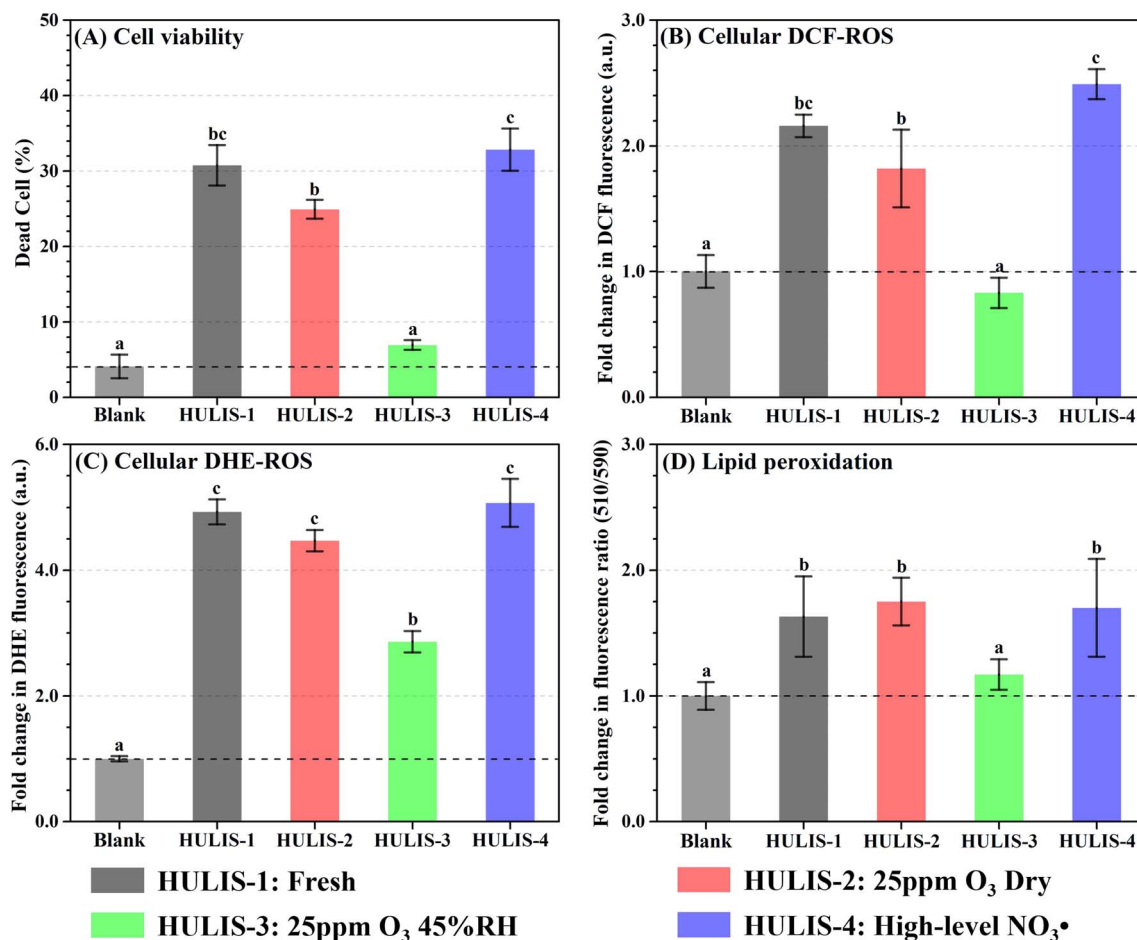 (A) Cell viability
Dead Cell (%)
50
40
30
20
10
0
a
bc
b
a
c
Blank
HULIS-1
HULIS-2
HULIS-3
HULIS-4
(B) Cellular DCF-ROS
Fold change in DCF fluorescence (a.u.)
3.0
2.0
1.0
0.0
a
bc
b
a
c
Blank
HULIS-1
HULIS-2
HULIS-3
HULIS-4
(C) Cellular DHE-ROS
Fold change in DHE fluorescence (a.u.)
6.0
4.0
2.0
0.0
a
c
c
b
c
Blank
HULIS-1
HULIS-2
HULIS-3
HULIS-4
(D) Lipid peroxidation
Fold change in fluorescence ratio (510/590)
3.0
2.0
1.0
0.0
a
b
b
a
b
Blank
HULIS-1
HULIS-2
HULIS-3
HULIS-4
HULIS-1: Fresh
HULIS-2: 25ppm O₃ Dry
HULIS-3: 25ppm O₃ 45%RH
HULIS-4: High-level NO₃•